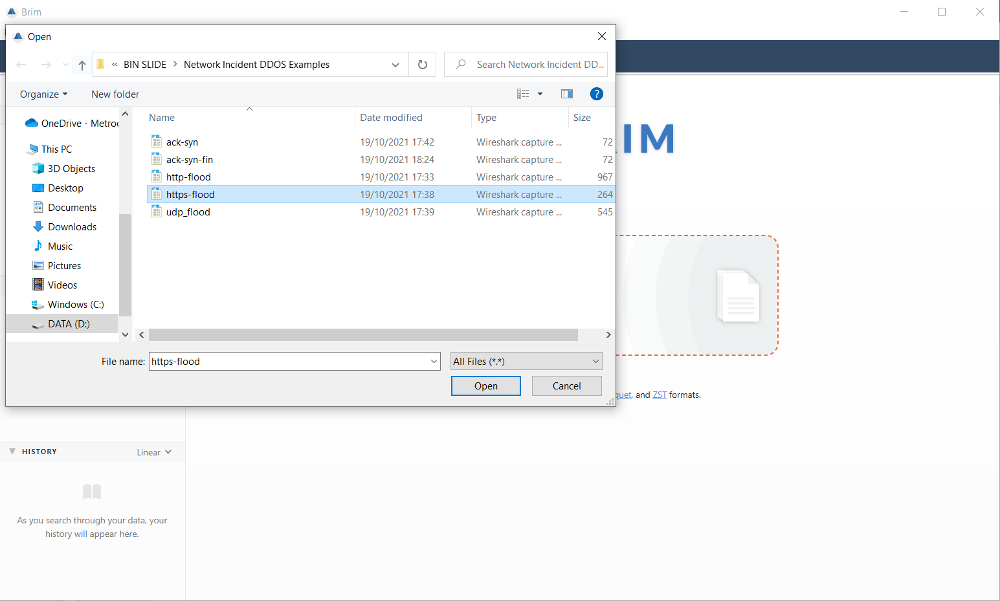 Brim
Open
« BIN SLIDE > Network Incident DDOS Examples
Search Network Incident DD...
Organize
New folder
?
OneDrive - Metrod
This PC
3D Objects
Desktop
Documents
Downloads
Music
Pictures
Videos
Windows (C:)
DATA (D:)
Name Date modified Type Size
ack-syn 19/10/2021 17:42 Wireshark capture ... 72
ack-syn-fin 19/10/2021 18:24 Wireshark capture ... 72
http-flood 19/10/2021 17:33 Wireshark capture ... 967
https-flood 19/10/2021 17:38 Wireshark capture ... 264
udp_flood 19/10/2021 17:39 Wireshark capture ... 545
File name: https-flood
All Files (*.*)
Open Cancel
IM
quet, and ZST formats.
HISTORY Linear
As you search through your data, your
history will appear here.